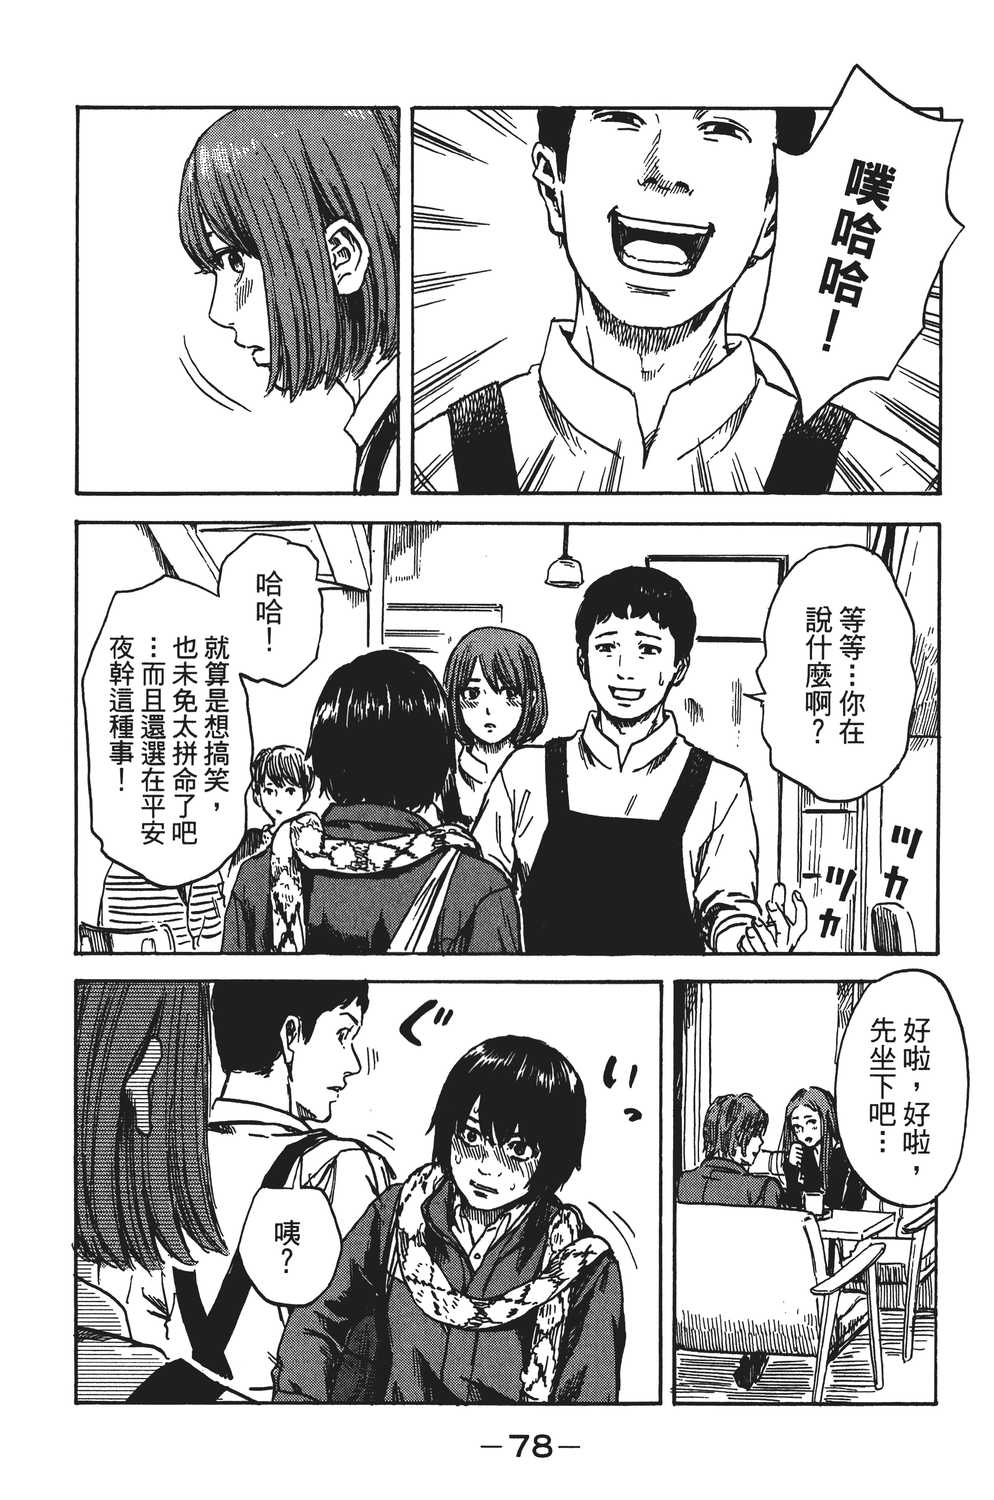 噗哈哈！
等等…你在
說什麼啊？
哈
哈！
就算是想搞笑，
也未免太拼命了吧
…而且還選在平安
夜幹這種事！
ツカ
ツカ
好啦，好啦，
先坐下吧…
ぐ
いっ
咦？
－78－